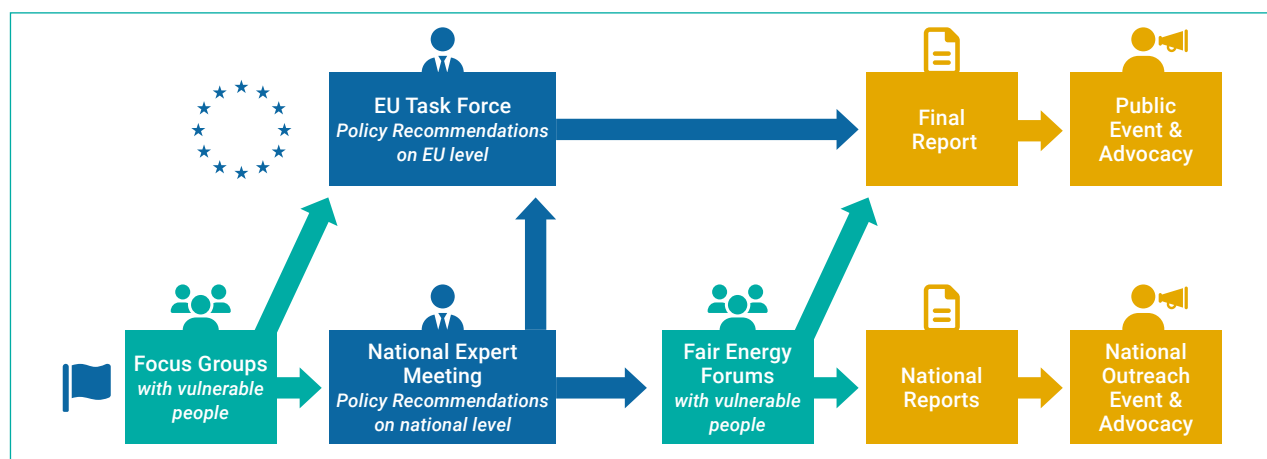 EU Task Force
Policy Recommendations
on EU level
Final
Report
Public
Event &
Advocacy
Focus Groups
with vulnerable
people
National Expert
Meeting
Policy Recommendations
on national level
Fair Energy
Forums
with vulnerable
people
National
Reports
National
Outreach
Event &
Advocacy